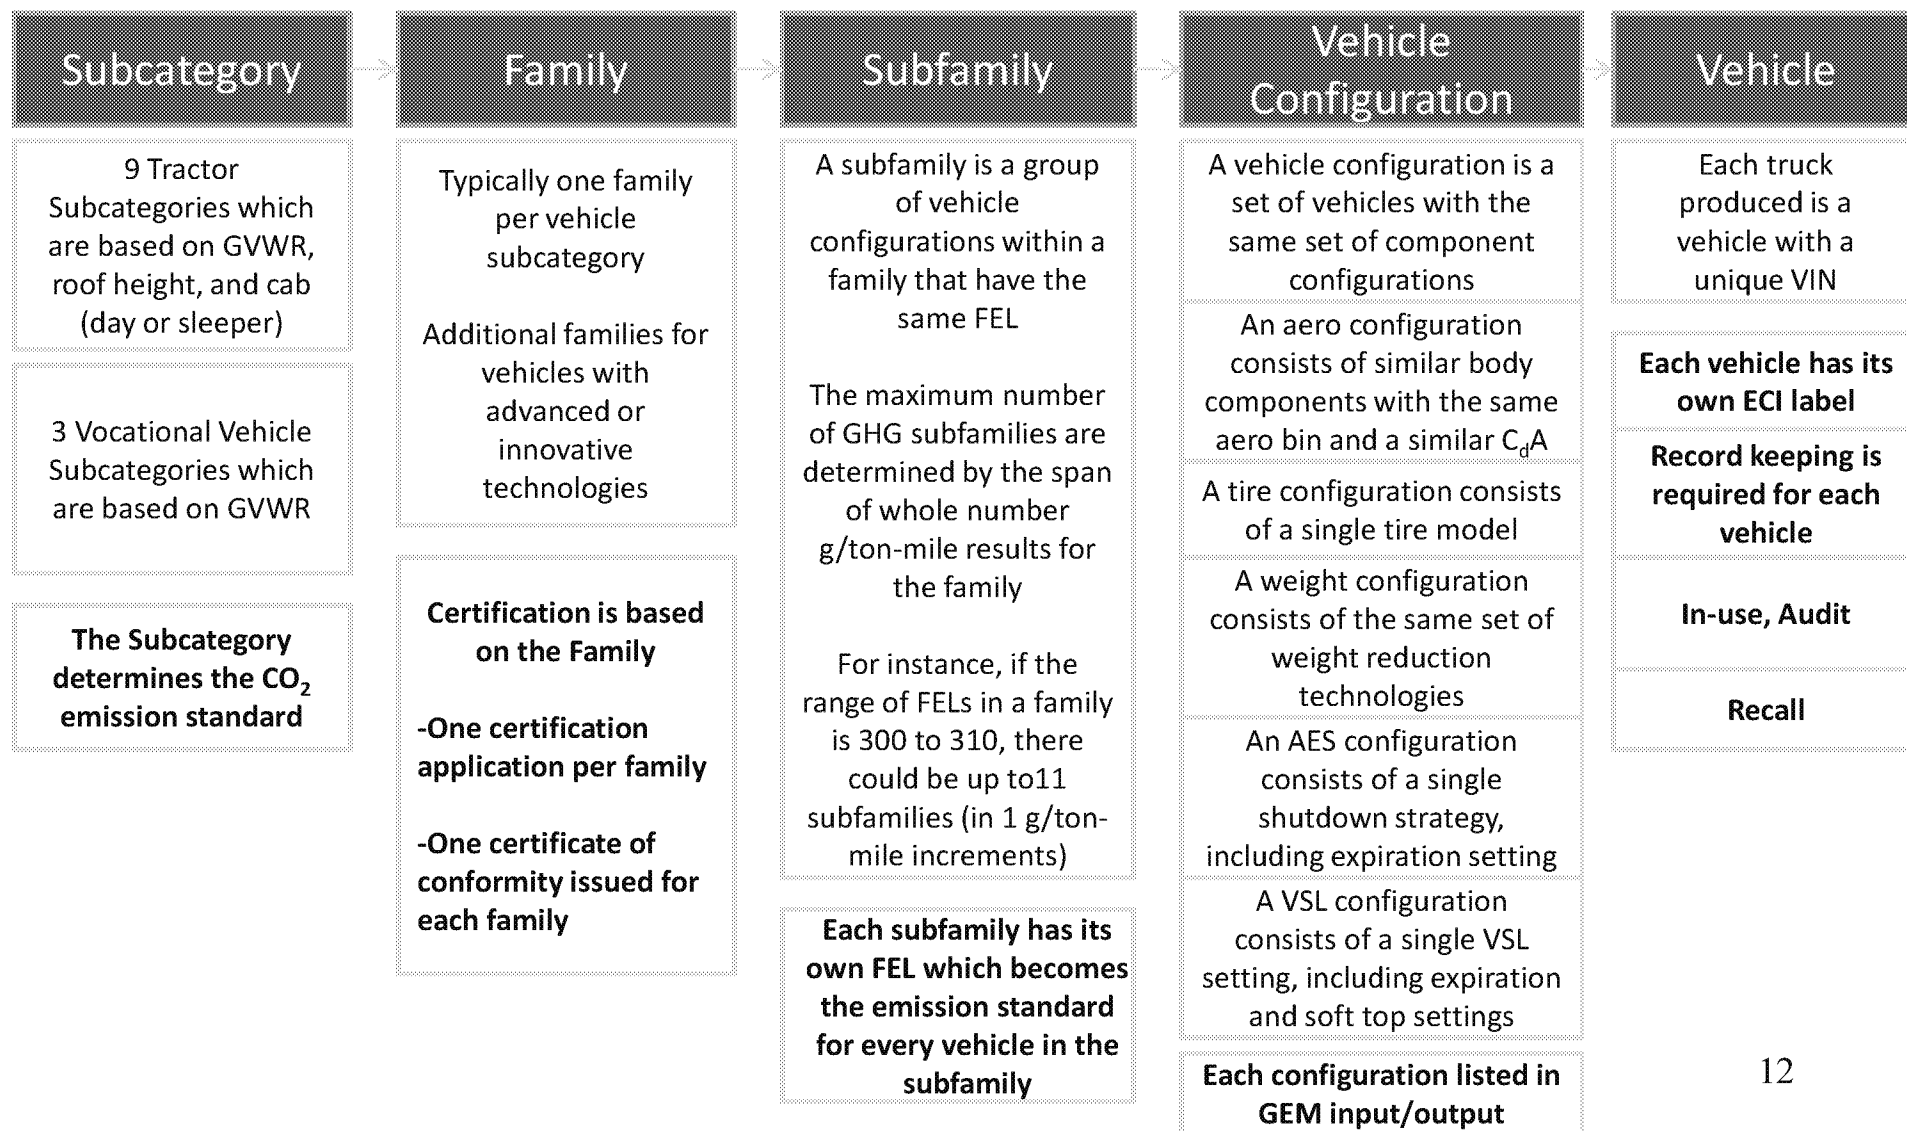 Subcategory
9 Tractor
Subcategories which
are based on GVWR,
roof height, and cab
(day or sleeper)
3 Vocational Vehicle
Subcategories which
are based on GVWR
The Subcategory
determines the CO₂
emission standard
Family
Typically one family
per vehicle
subcategory
Additional families for
vehicles with
advanced or
innovative
technologies
Certification is based
on the Family
-One certification
application per family
-One certificate of
conformity issued for
each family
Subfamily
A subfamily is a group
of vehicle
configurations within a
family that have the
same FEL
The maximum number
of GHG subfamilies are
determined by the span
of whole number
g/ton-mile results for
the family
For instance, if the
range of FELs in a family
is 300 to 310, there
could be up to11
subfamilies (in 1 g/ton-
mile increments)
Each subfamily has its
own FEL which becomes
the emission standard
for every vehicle in the
subfamily
Vehicle
Configuration
A vehicle configuration is a
set of vehicles with the
same set of component
configurations
An aero configuration
consists of similar body
components with the same
aero bin and a similar CdA
A tire configuration consists
of a single tire model
A weight configuration
consists of the same set of
weight reduction
technologies
An AES configuration
consists of a single
shutdown strategy,
including expiration setting
A VSL configuration
consists of a single VSL
setting, including expiration
and soft top settings
Each configuration listed in
GEM input/output
Vehicle
Each truck
produced is a
vehicle with a
unique VIN
Each vehicle has its
own ECI label
Record keeping is
required for each
vehicle
In-use, Audit
Recall
12